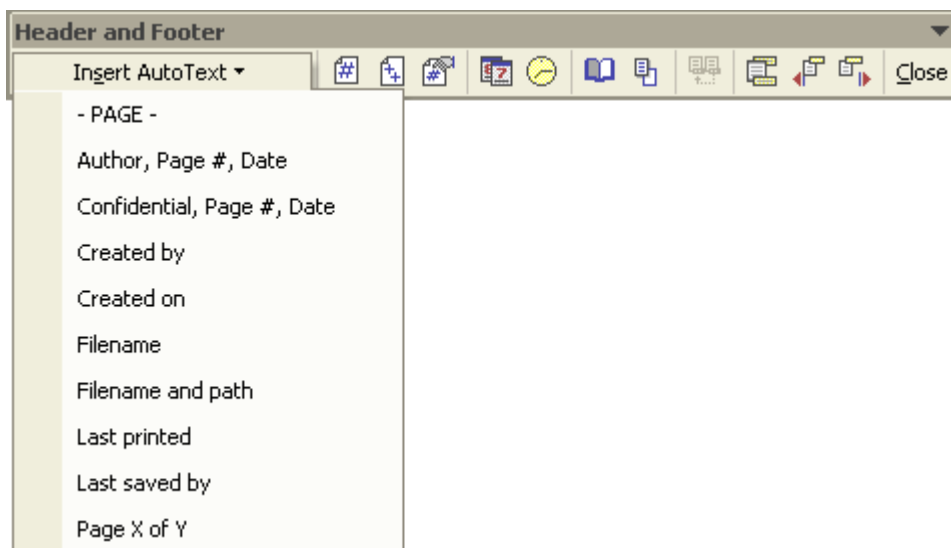 Header and Footer
Insert AutoText Close
- PAGE -
Author, Page #, Date
Confidential, Page #, Date
Created by
Created on
Filename
Filename and path
Last printed
Last saved by
Page X of Y